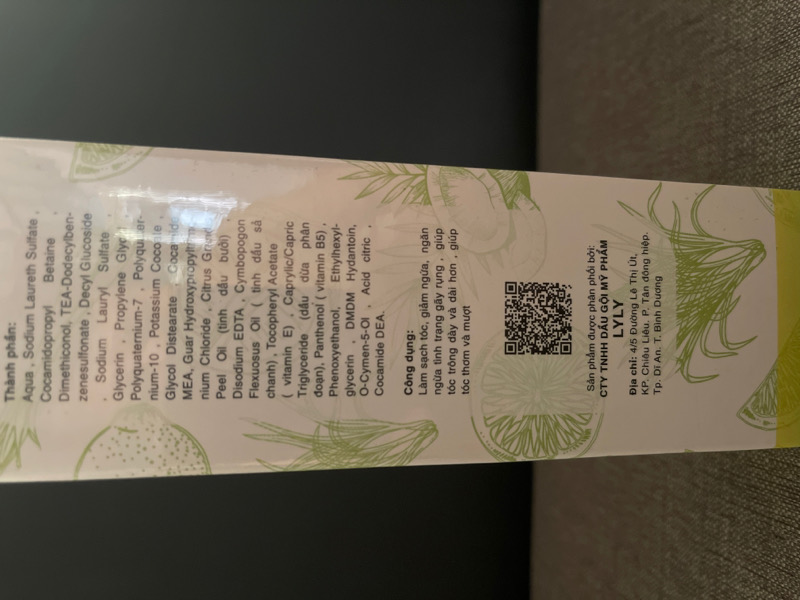 Thành phần:
Aqua , Sodium Laureth Sulfate ,
Cocamidopropyl Betaine ,
Dimethiconol, TEA-Dodecylben-
zenesulfonate , Decyl Glucoside
, Sodium Lauryl Sulfate ,
Glycerin , Propylene Glycol ,
Polyquaternium-7 , Polyquater-
nium-10 , Potassium Cocoate ,
Glycol Distearate , Cocamide
MEA, Guar Hydroxypropyltrimo
nium Chloride , Citrus Grandis
Peel Oil (tinh dầu bưởi) ,
Disodium EDTA , Cymbopogon
Flexuosus Oil ( tinh dầu sả
chanh) , Tocopheryl Acetate
( vitamin E) , Caprylic/Capric
Triglyceride (dầu dừa phân
đoạn), Panthenol ( vitamin B5) ,
Phenoxyethanol, Ethylhexyl-
glycerin , DMDM Hydantoin,
O-Cymen-5-Ol , Acid citric ,
Cocamide DEA.
Công dụng:
Làm sạch tóc, giảm ngứa, ngăn
ngừa tình trạng gãy rụng , giúp
tóc trông dày và dài hơn , giúp
tóc thơm và mượt
Sản phẩm được phân phối bởi:
CTY TNHH DẦU GỘI MỸ PHẨM
LYLY
Địa chỉ: 4/5 Đường Lê Thị Út,
KP. Chiêu Liêu. P. Tân đông hiệp.
Tp. Dĩ An. T. Bình Dương